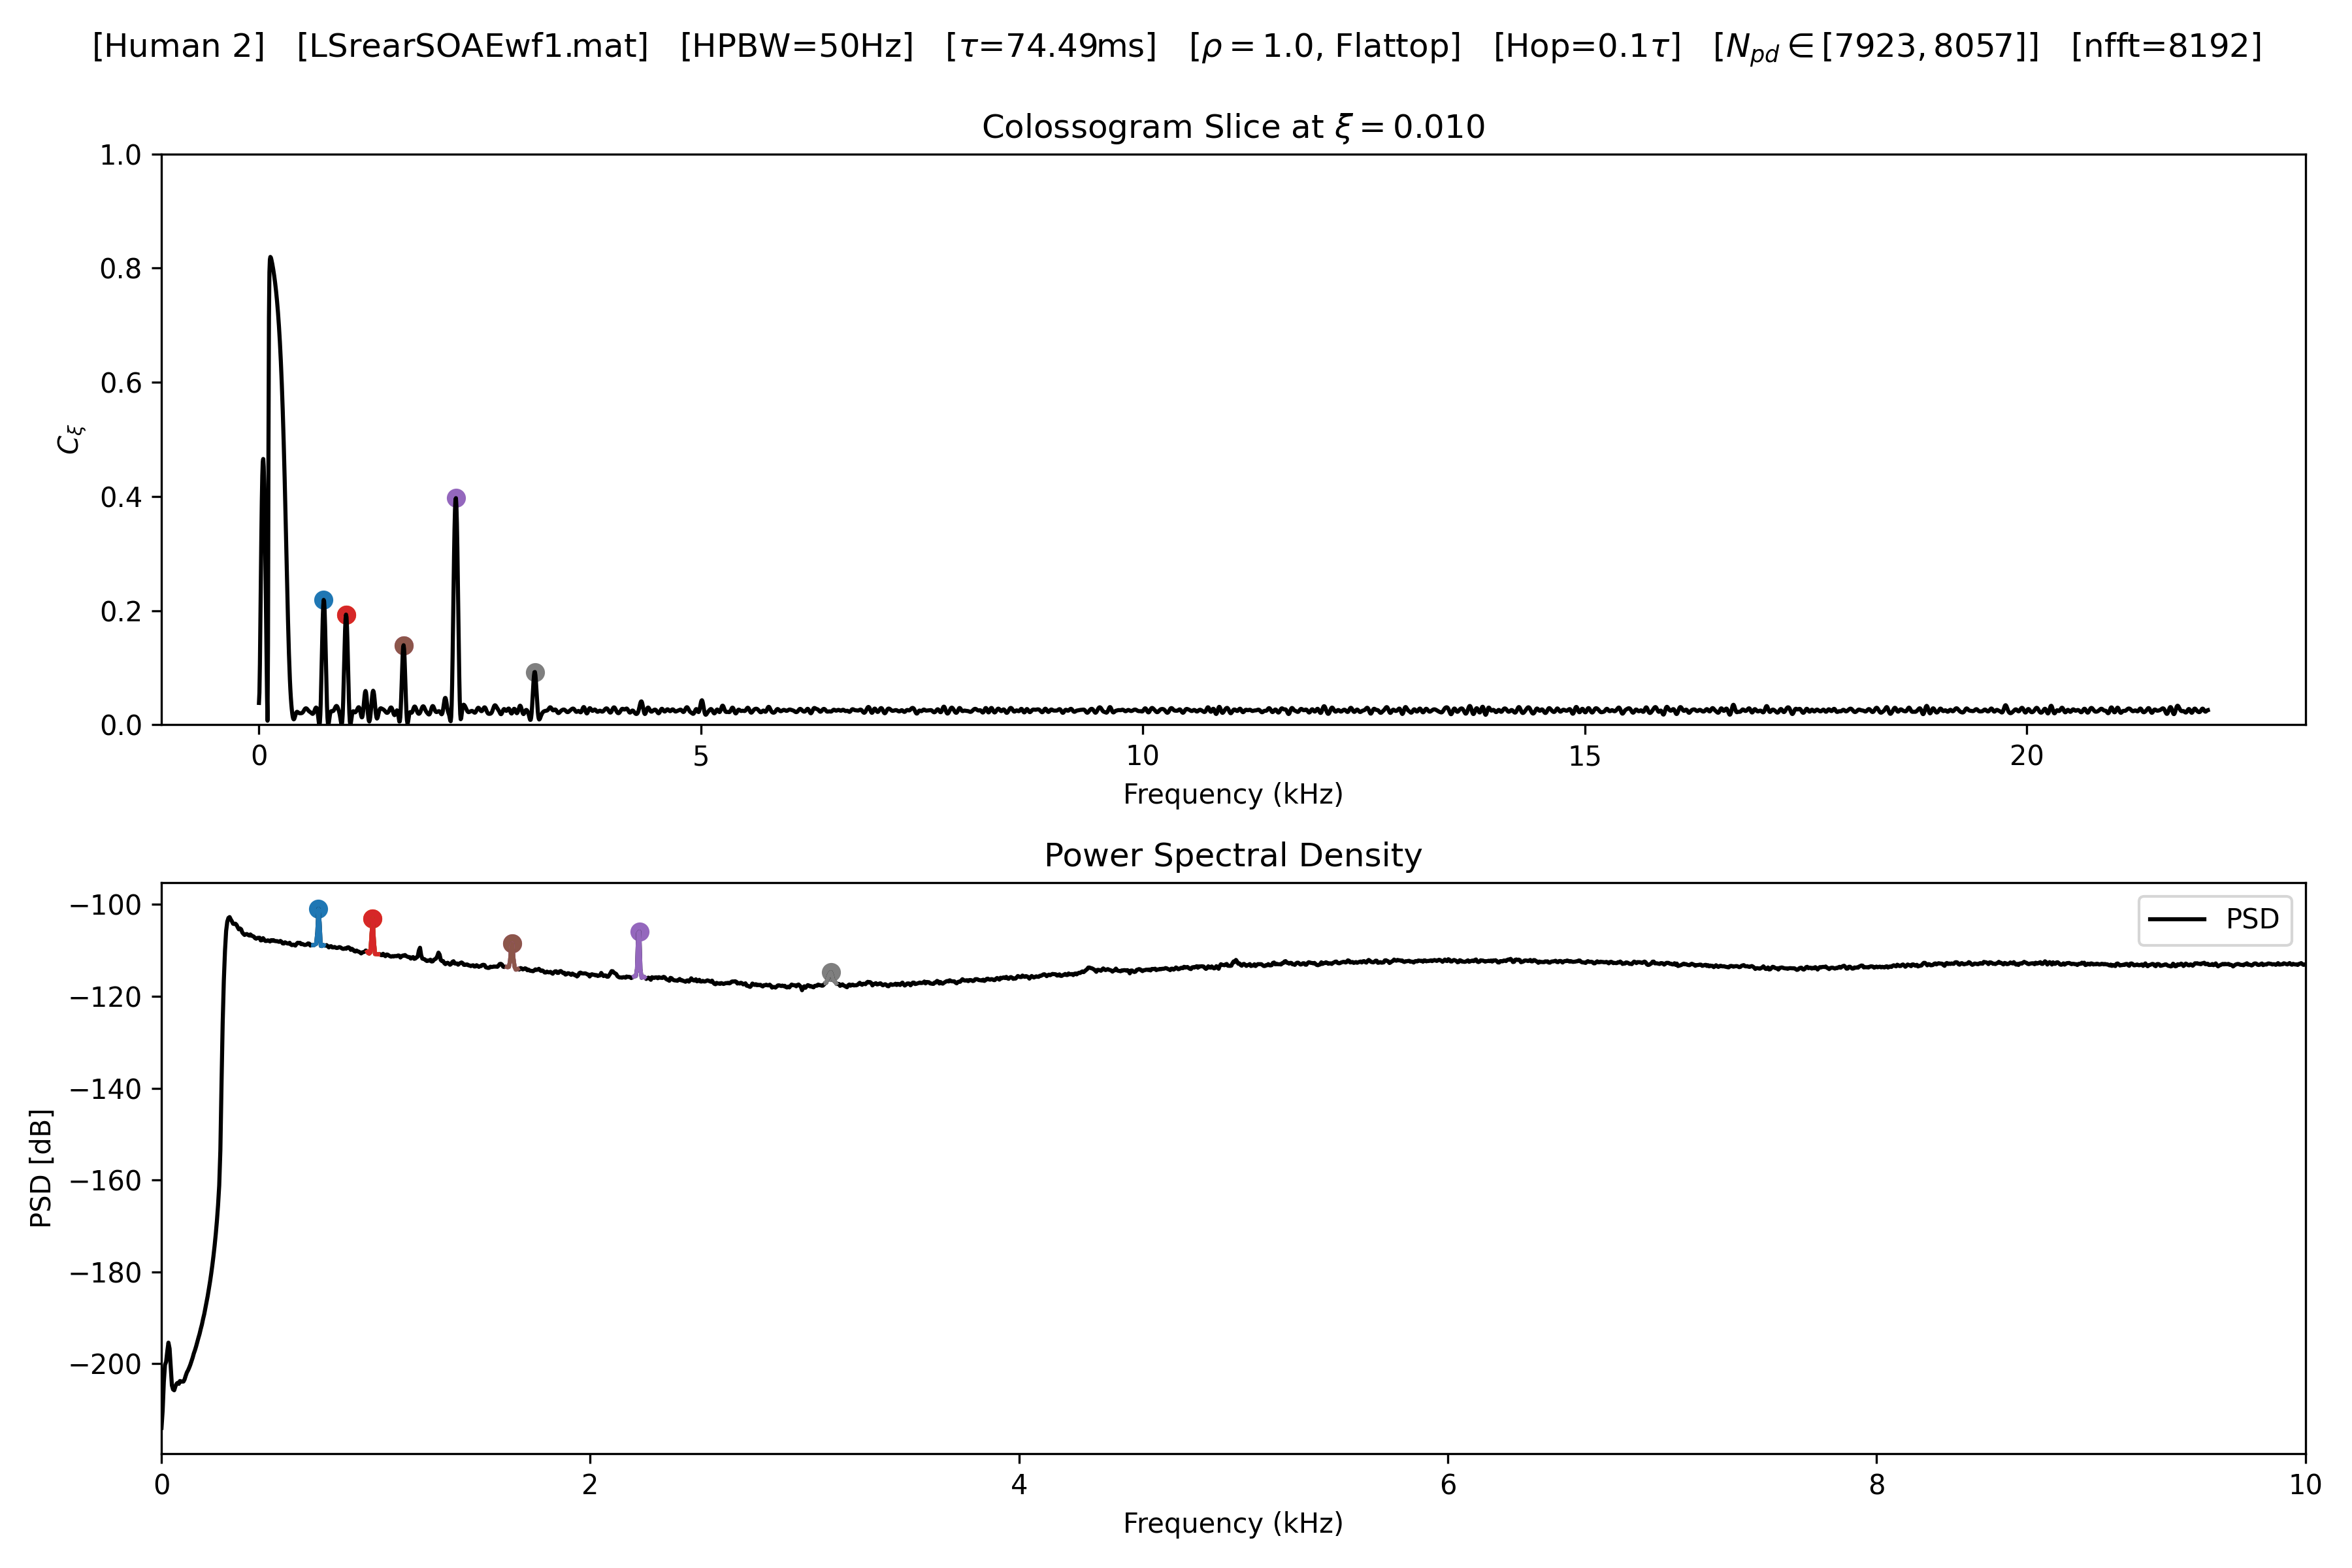 [Human 2] [LSrearSOAEwf1.mat] [HPBW=50Hz] [τ=74.49ms] [ρ = 1.0, Flattop] [Hop=0.1τ] [N_pd ∈ [7923, 8057]] [nfft=8192]
Colossogram Slice at ξ = 0.010
1.0
0.8
0.6
0.4
0.2
0.0
C_ξ
0 5 10 15 20
Frequency (kHz)
Power Spectral Density
PSD
−100
−120
−140
−160
−180
−200
PSD [dB]
0 2 4 6 8 10
Frequency (kHz)